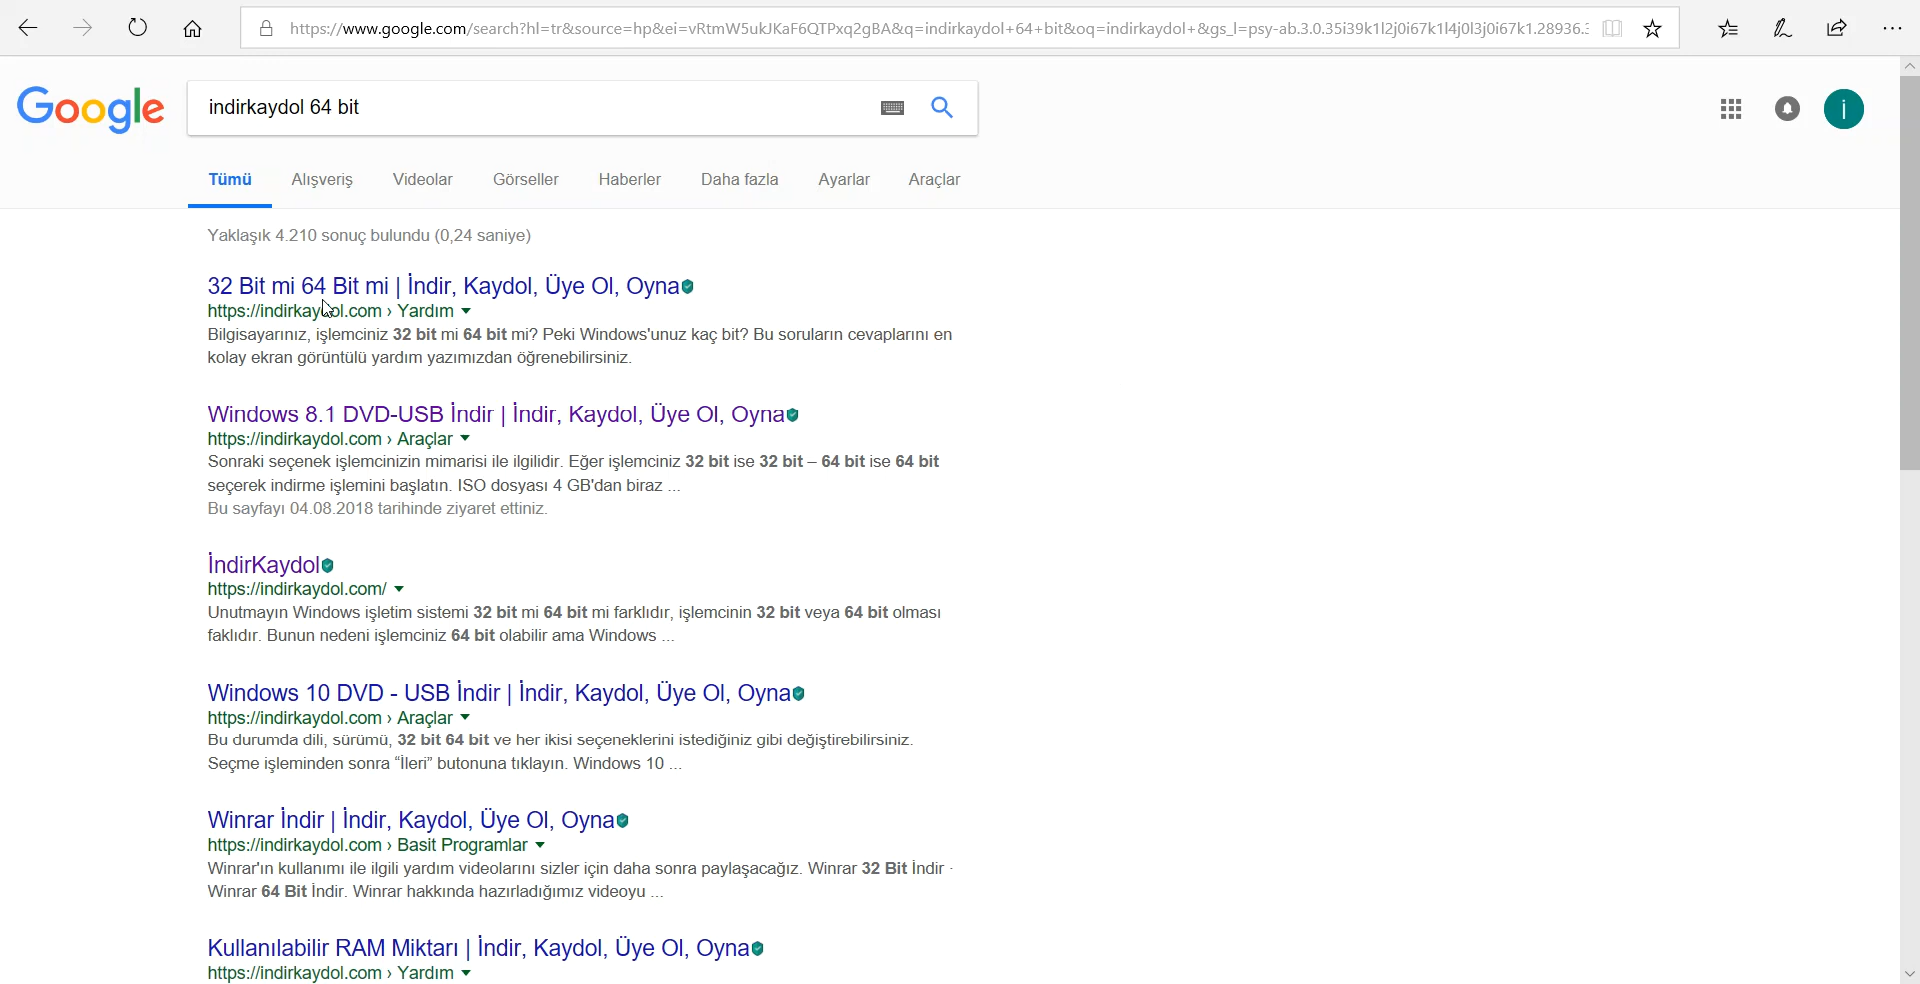 https://www.google.com/search?hl=tr&source=hp&ei=vRtmW5ukJKaF6QTPxq2gBA&q=indirkaydol+64+bit&oq=indirkaydol+&gs_l=psy-ab.3.0.35i39k1l2j0i67k1l4j0l3j0i67k1.28936.
Google
indirkaydol 64 bit
i
Tümü Alışveriş Videolar Görseller Haberler Daha fazla Ayarlar Araçlar
Yaklaşık 4.210 sonuç bulundu (0,24 saniye)
32 Bit mi 64 Bit mi | İndir, Kaydol, Üye Ol, Oyna
https://indirkaydol.com › Yardım
Bilgisayarınız, işlemciniz 32 bit mi 64 bit mi? Peki Windows'unuz kaç bit? Bu soruların cevaplarını en
kolay ekran görüntülü yardım yazımızdan öğrenebilirsiniz.
Windows 8.1 DVD-USB İndir | İndir, Kaydol, Üye Ol, Oyna
https://indirkaydol.com › Araçlar
Sonraki seçenek işlemcinizin mimarisi ile ilgilidir. Eğer işlemciniz 32 bit ise 32 bit – 64 bit ise 64 bit
seçerek indirme işlemini başlatın. ISO dosyası 4 GB'dan biraz ...
Bu sayfayı 04.08.2018 tarihinde ziyaret ettiniz.
İndirKaydol
https://indirkaydol.com/
Unutmayın Windows işletim sistemi 32 bit mi 64 bit mi farklıdır, işlemcinin 32 bit veya 64 bit olması
faklıdır. Bunun nedeni işlemciniz 64 bit olabilir ama Windows ...
Windows 10 DVD - USB İndir | İndir, Kaydol, Üye Ol, Oyna
https://indirkaydol.com › Araçlar
Bu durumda dili, sürümü, 32 bit 64 bit ve her ikisi seçeneklerini istediğiniz gibi değiştirebilirsiniz.
Seçme işleminden sonra “İleri” butonuna tıklayın. Windows 10 ...
Winrar İndir | İndir, Kaydol, Üye Ol, Oyna
https://indirkaydol.com › Basit Programlar
Winrar'ın kullanımı ile ilgili yardım videolarını sizler için daha sonra paylaşacağız. Winrar 32 Bit İndir ·
Winrar 64 Bit İndir. Winrar hakkında hazırladığımız videoyu ...
Kullanılabilir RAM Miktarı | İndir, Kaydol, Üye Ol, Oyna
https://indirkaydol.com › Yardım